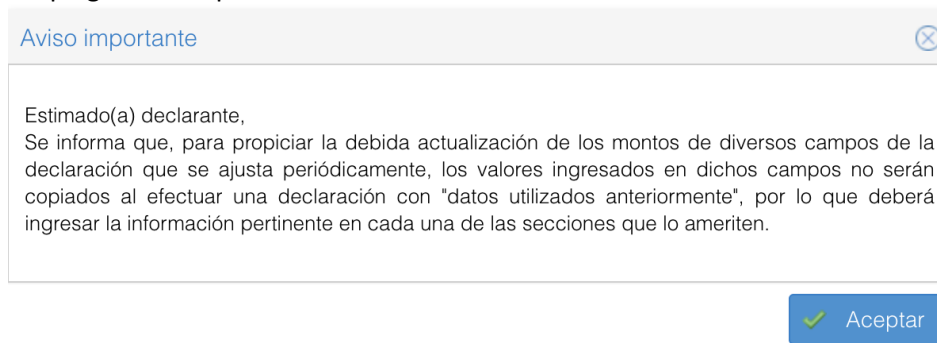 Aviso importante
Estimado(a) declarante,
Se informa que, para propiciar la debida actualización de los montos de diversos campos de la
declaración que se ajusta periódicamente, los valores ingresados en dichos campos no serán
copiados al efectuar una declaración con "datos utilizados anteriormente", por lo que deberá
ingresar la información pertinente en cada una de las secciones que lo ameriten.
Aceptar